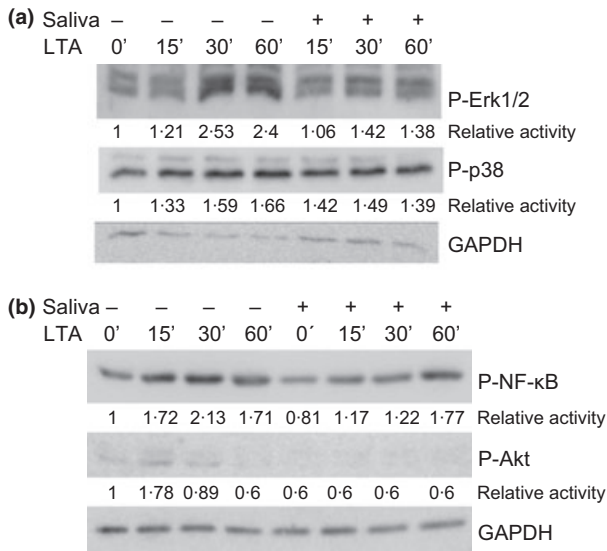 (a) Saliva – – – – + + +
LTA 0' 15' 30' 60' 15' 30' 60'
P-Erk1/2
1 1·21 2·53 2·4 1·06 1·42 1·38 Relative activity
P-p38
1 1·33 1·59 1·66 1·42 1·49 1·39 Relative activity
GAPDH
(b) Saliva – – – – + + + +
LTA 0' 15' 30' 60' 0´ 15' 30' 60'
P-NF-κB
1 1·72 2·13 1·71 0·81 1·17 1·22 1·77 Relative activity
P-Akt
1 1·78 0·89 0·6 0·6 0·6 0·6 0·6 Relative activity
GAPDH